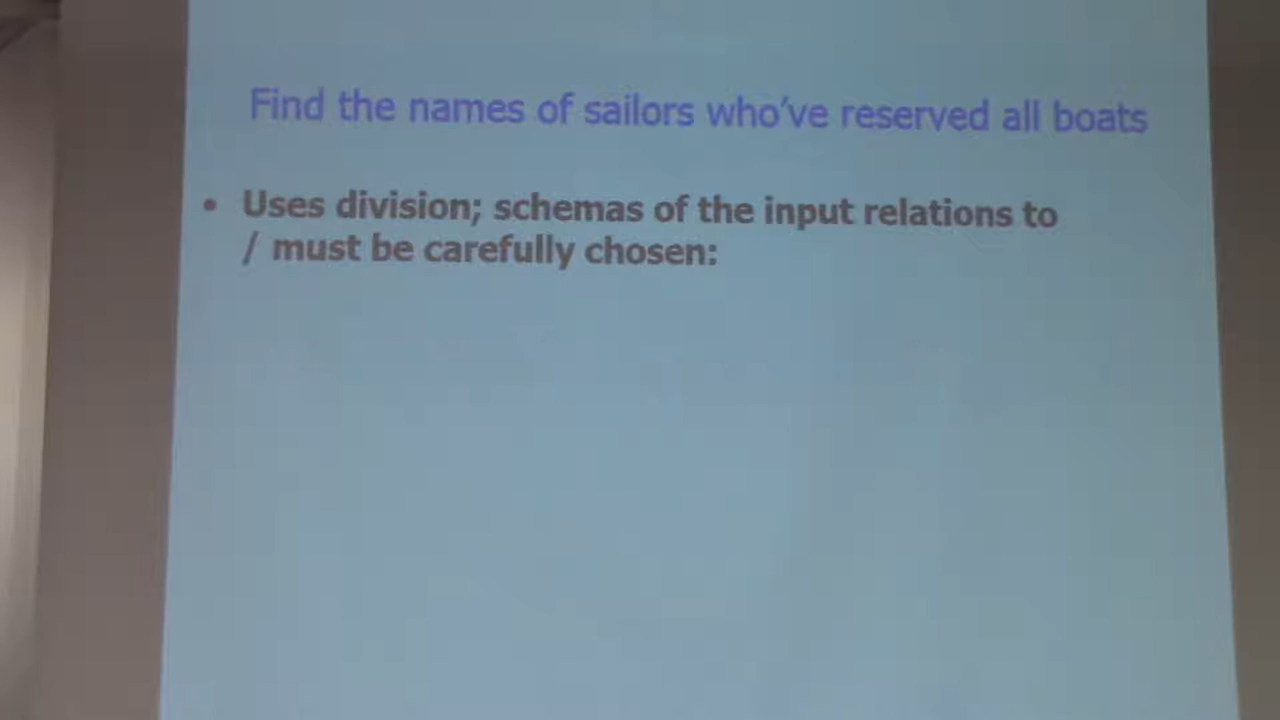 Find the names of sailors who've reserved all boats
• Uses division; schemas of the input relations to
/ must be carefully chosen: